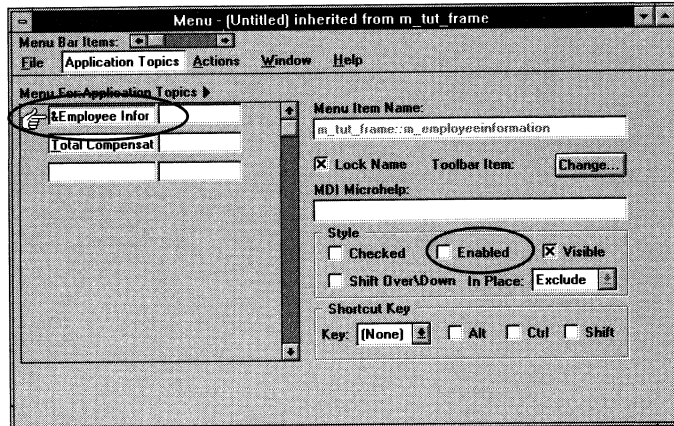 Menu - (Untitled) inherited from m_tut_frame
Menu Bar Items:
File Application Topics Actions Window Help
Menu For Application Topics
&Employee Infor
Total Compensat
Menu Item Name:
m_tut_frame::m_employeeinformation
Lock Name Toolbar Item: Change...
MDI Microhelp:
Style
Checked Enabled Visible
Shift Over\Down In Place: Exclude
Shortcut Key
Key: (None) Alt Ctrl Shift